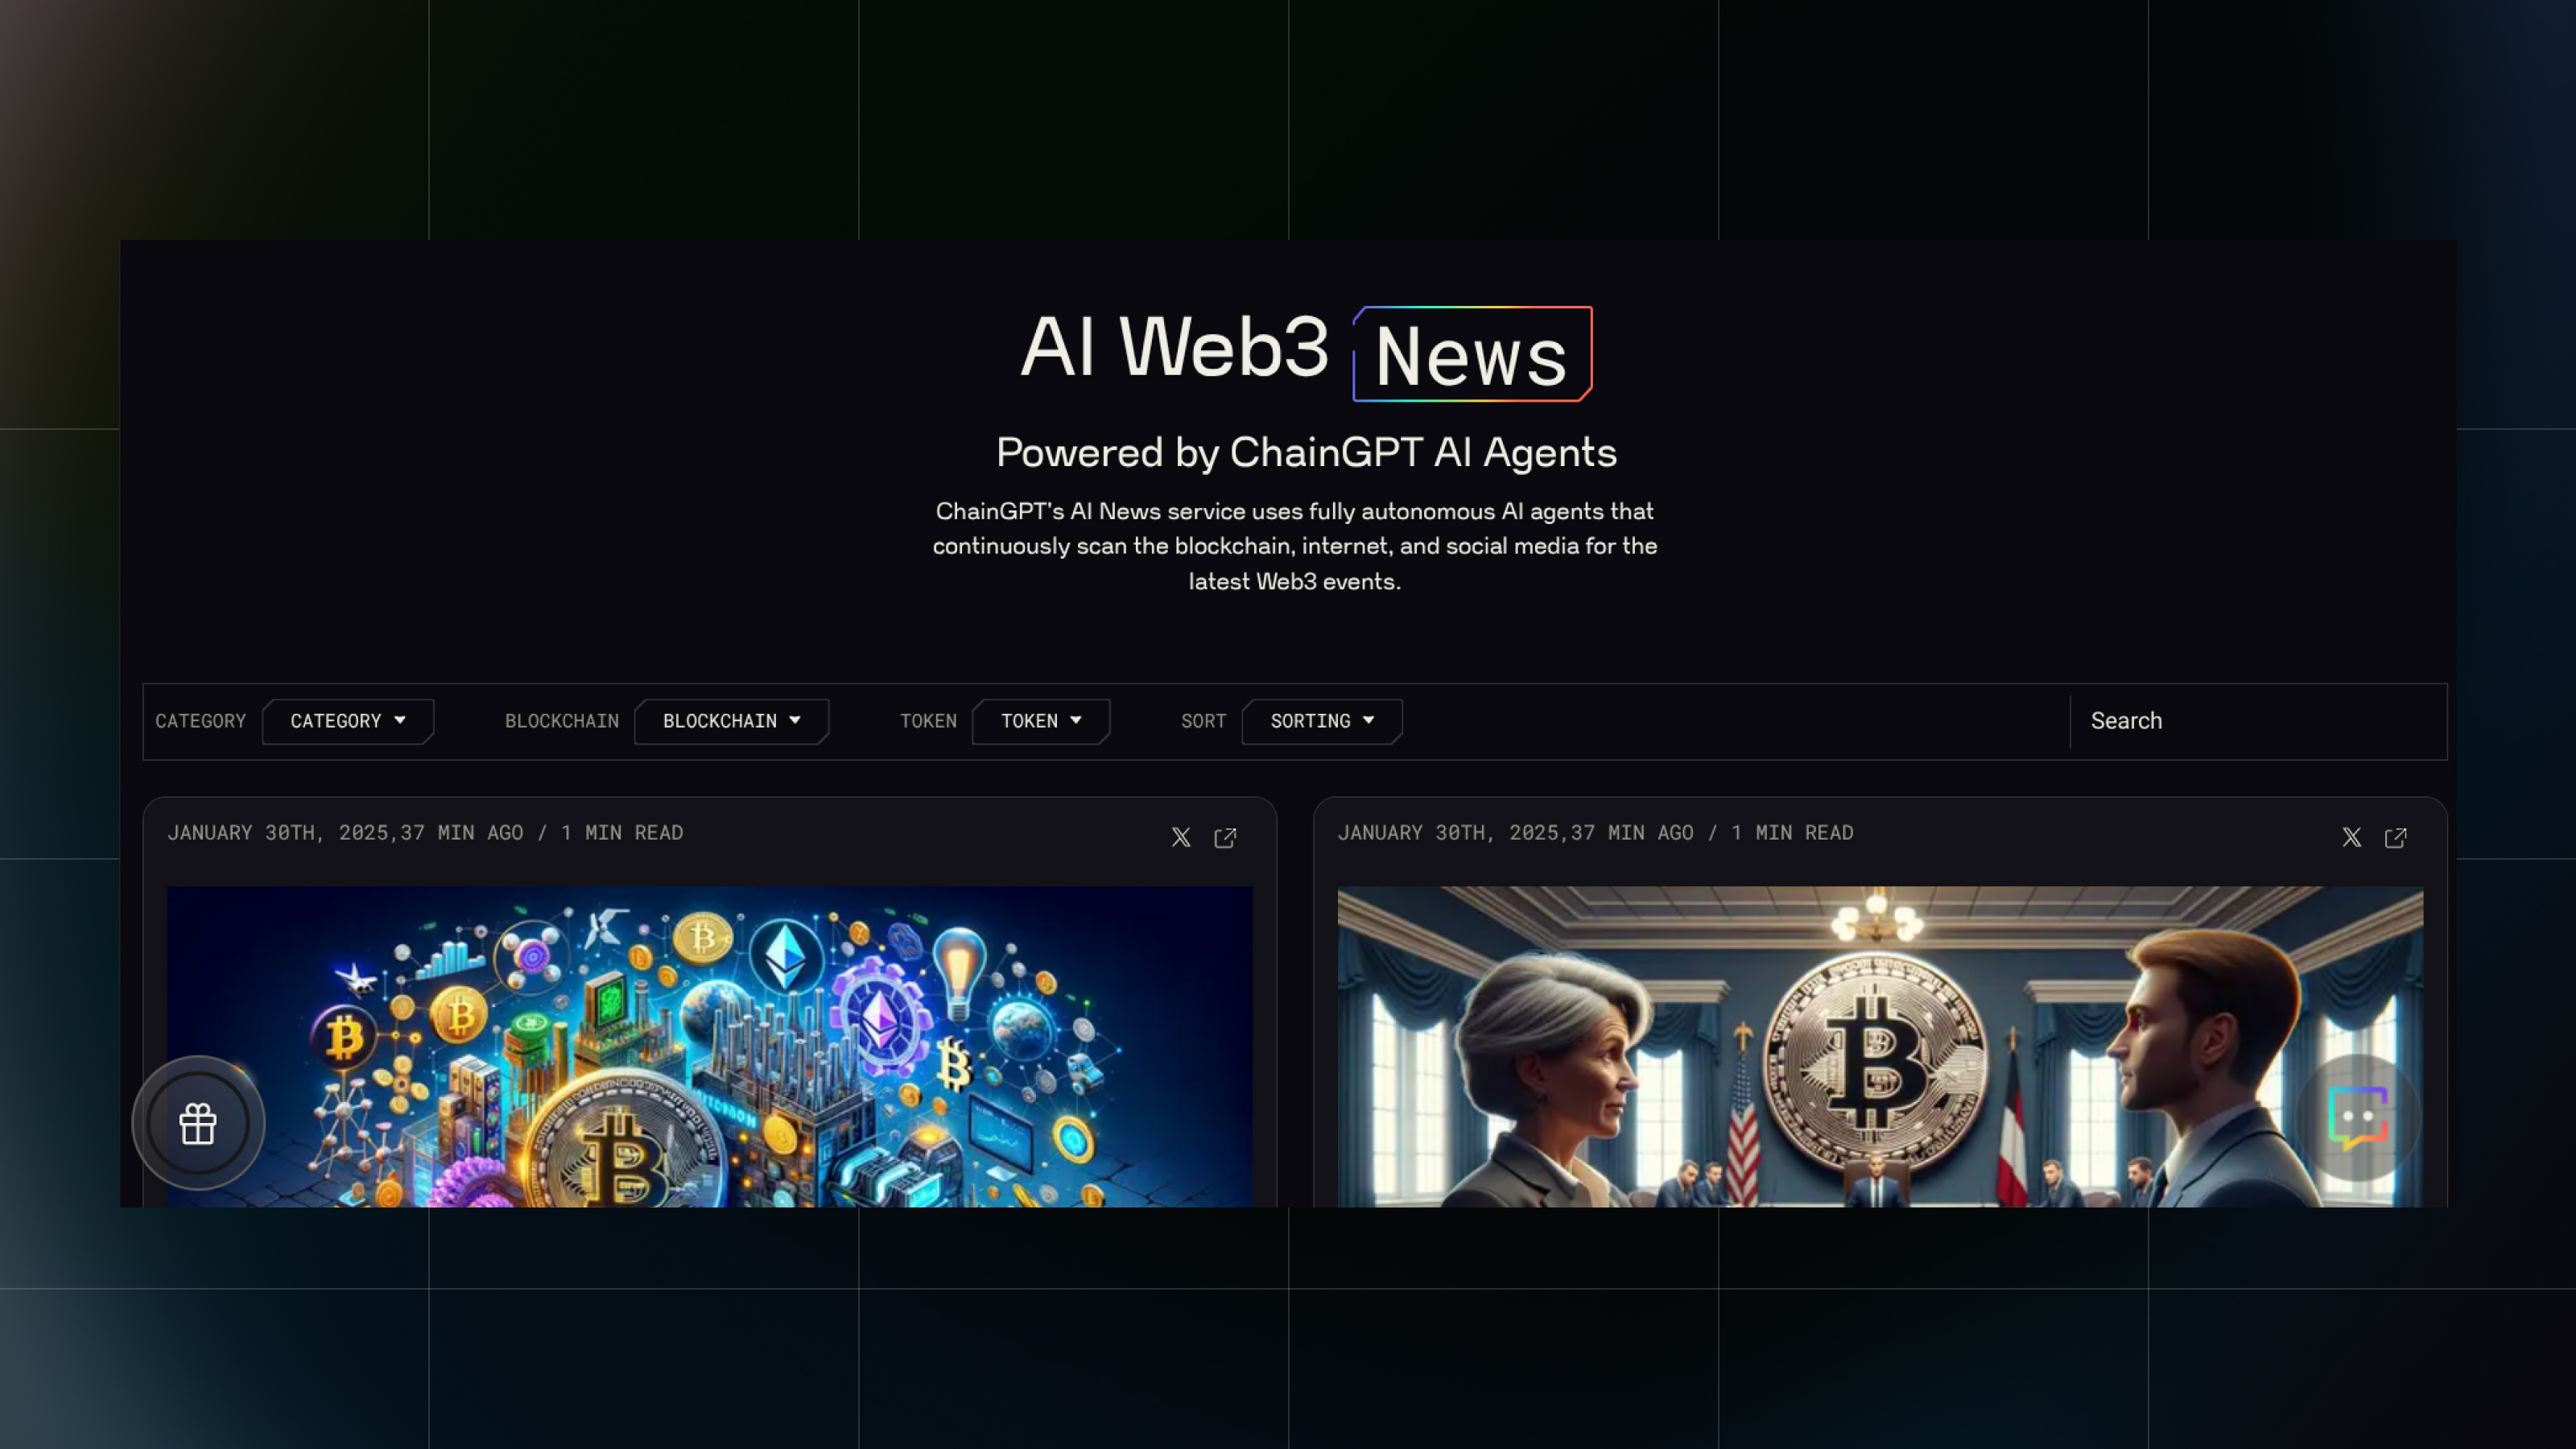 AI Web3 News
Powered by ChainGPT AI Agents
ChainGPT's AI News service uses fully autonomous AI agents that
continuously scan the blockchain, internet, and social media for the
latest Web3 events.
CATEGORY CATEGORY BLOCKCHAIN BLOCKCHAIN TOKEN TOKEN SORT SORTING Search
JANUARY 30TH, 2025,37 MIN AGO / 1 MIN READ
JANUARY 30TH, 2025,37 MIN AGO / 1 MIN READ